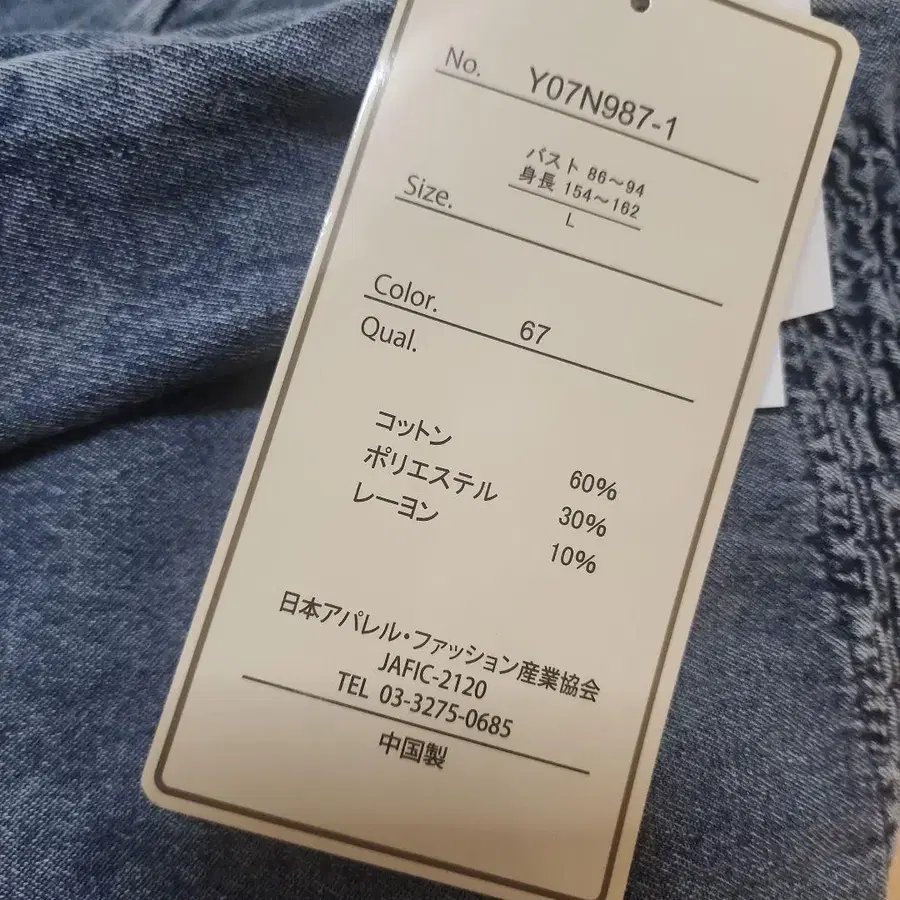 No. Y07N987-1
バスト 86～94
身長 154～162
Size.
L
Color. 67
Qual.
コットン 60%
ポリエステル 30%
レーヨン 10%
日本アパレル・ファッション産業協会
JAFIC-2120
TEL 03-3275-0685
中国製